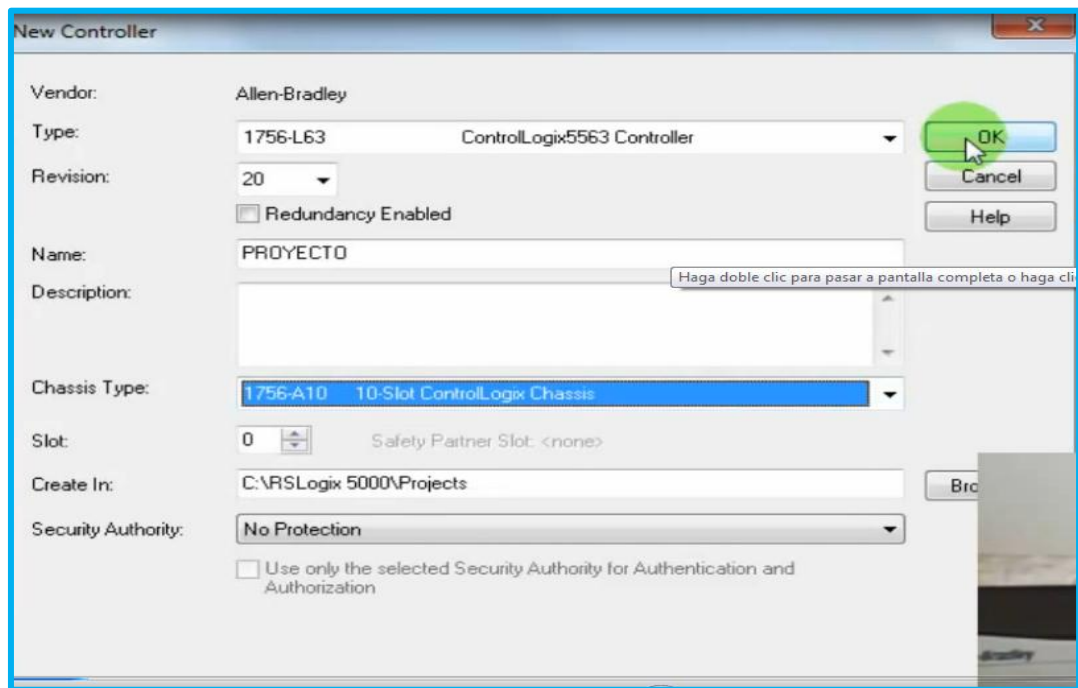 New Controller
Vendor: Allen-Bradley
Type: 1756-L63 ControlLogix5563 Controller OK
Revision: 20 Cancel
Redundancy Enabled Help
Name: PROYECTO
Haga doble clic para pasar a pantalla completa o haga cli
Description:
Chassis Type: 1756-A10 10-Slot ControlLogix Chassis
Slot: 0 Safety Partner Slot: <none>
Create In: C:\RSLogix 5000\Projects Bro
Security Authority: No Protection
Use only the selected Security Authority for Authentication and
Authorization
-Bradley